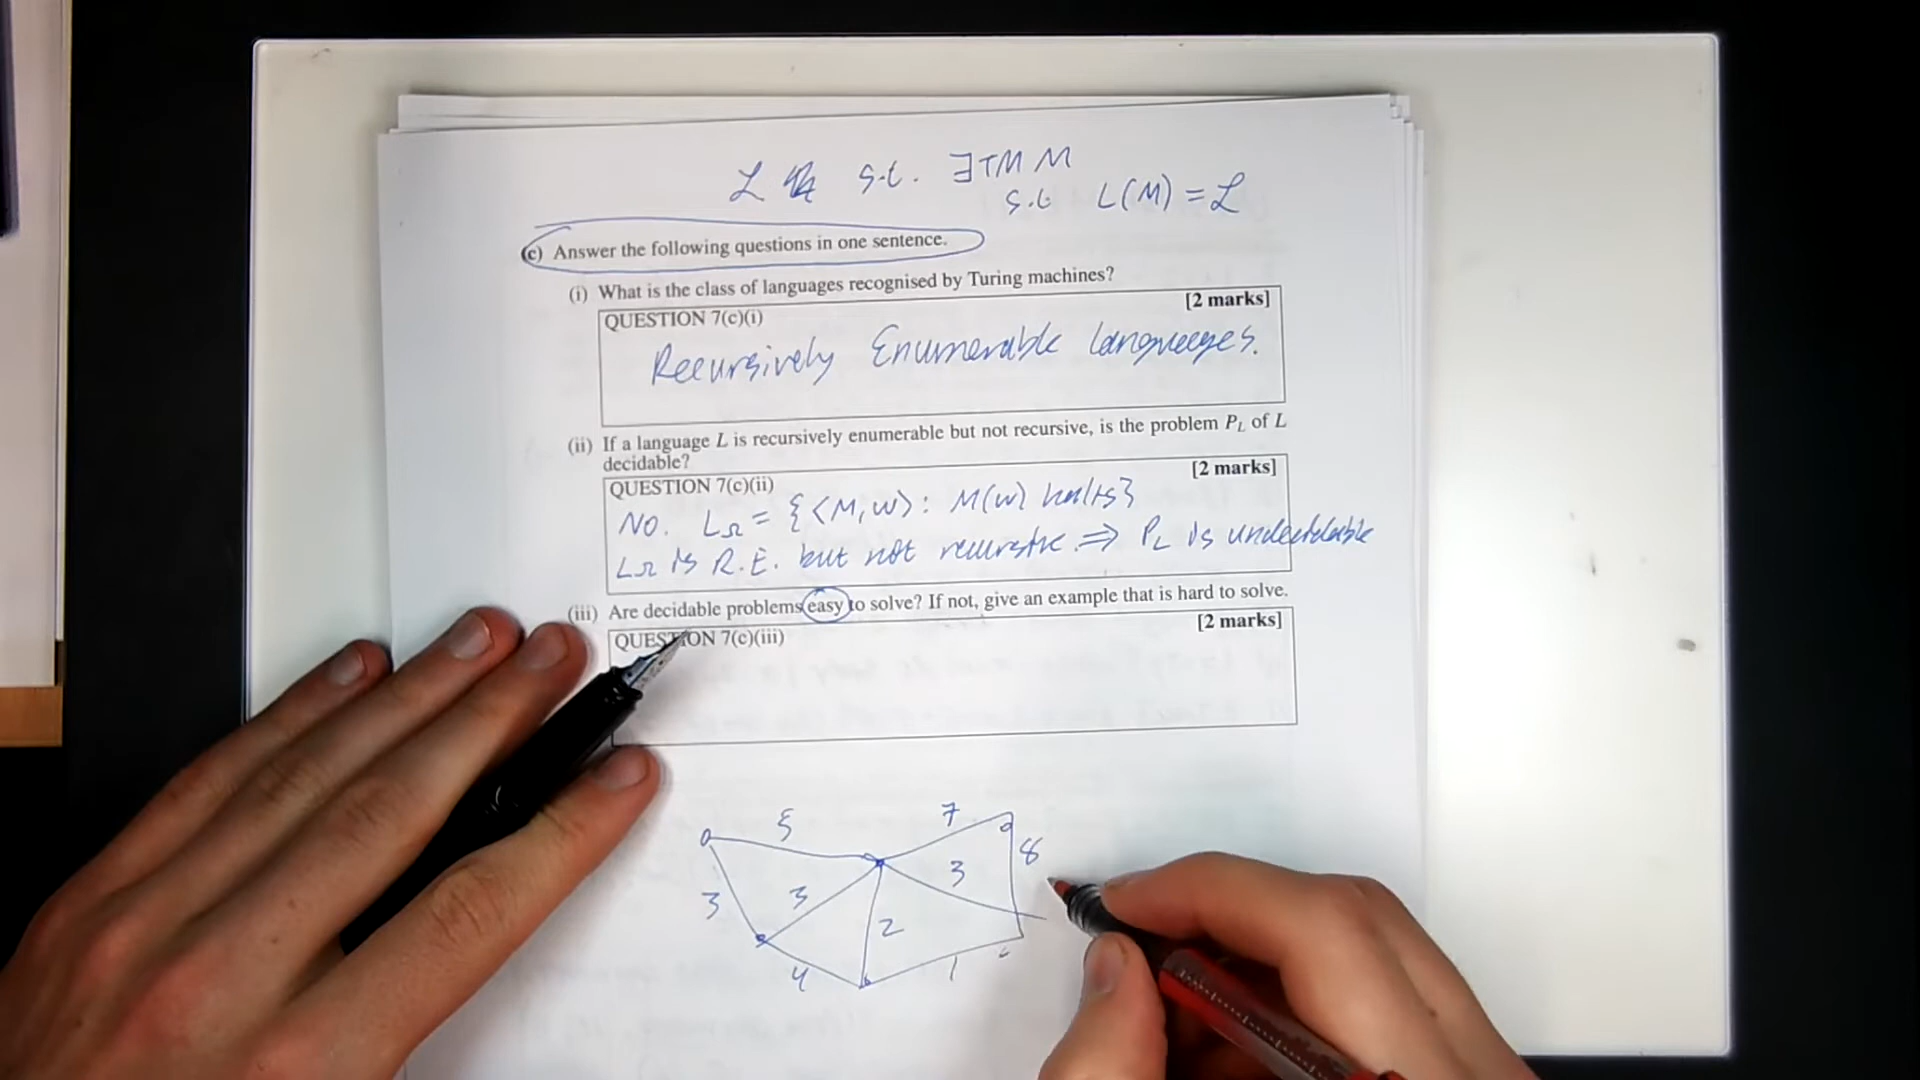 L s.t. ∃TM M
s.t L(M) = L
(c) Answer the following questions in one sentence.
(i) What is the class of languages recognised by Turing machines?
[2 marks]
QUESTION 7(c)(i)
Recursively Enumerable languages.
(ii) If a language L is recursively enumerable but not recursive, is the problem P_L of L
decidable?
[2 marks]
QUESTION 7(c)(ii)
NO. L_Ω = {<M,w>: M(w) halts}
L_Ω is R.E. but not recursive. ⇒ P_L is undecidable
(iii) Are decidable problems easy to solve? If not, give an example that is hard to solve.
[2 marks]
QUESTION 7(c)(iii)
5 7
8
3 3 3
2
4 1